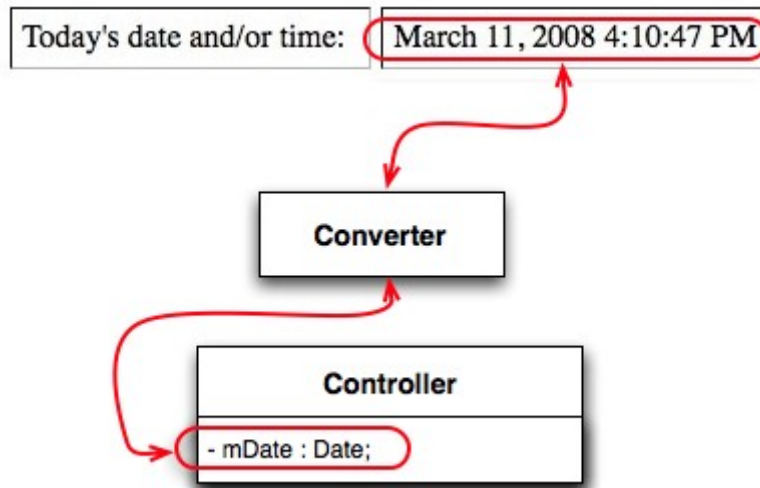 Today's date and/or time: March 11, 2008 4:10:47 PM
Converter
Controller
- mDate : Date;